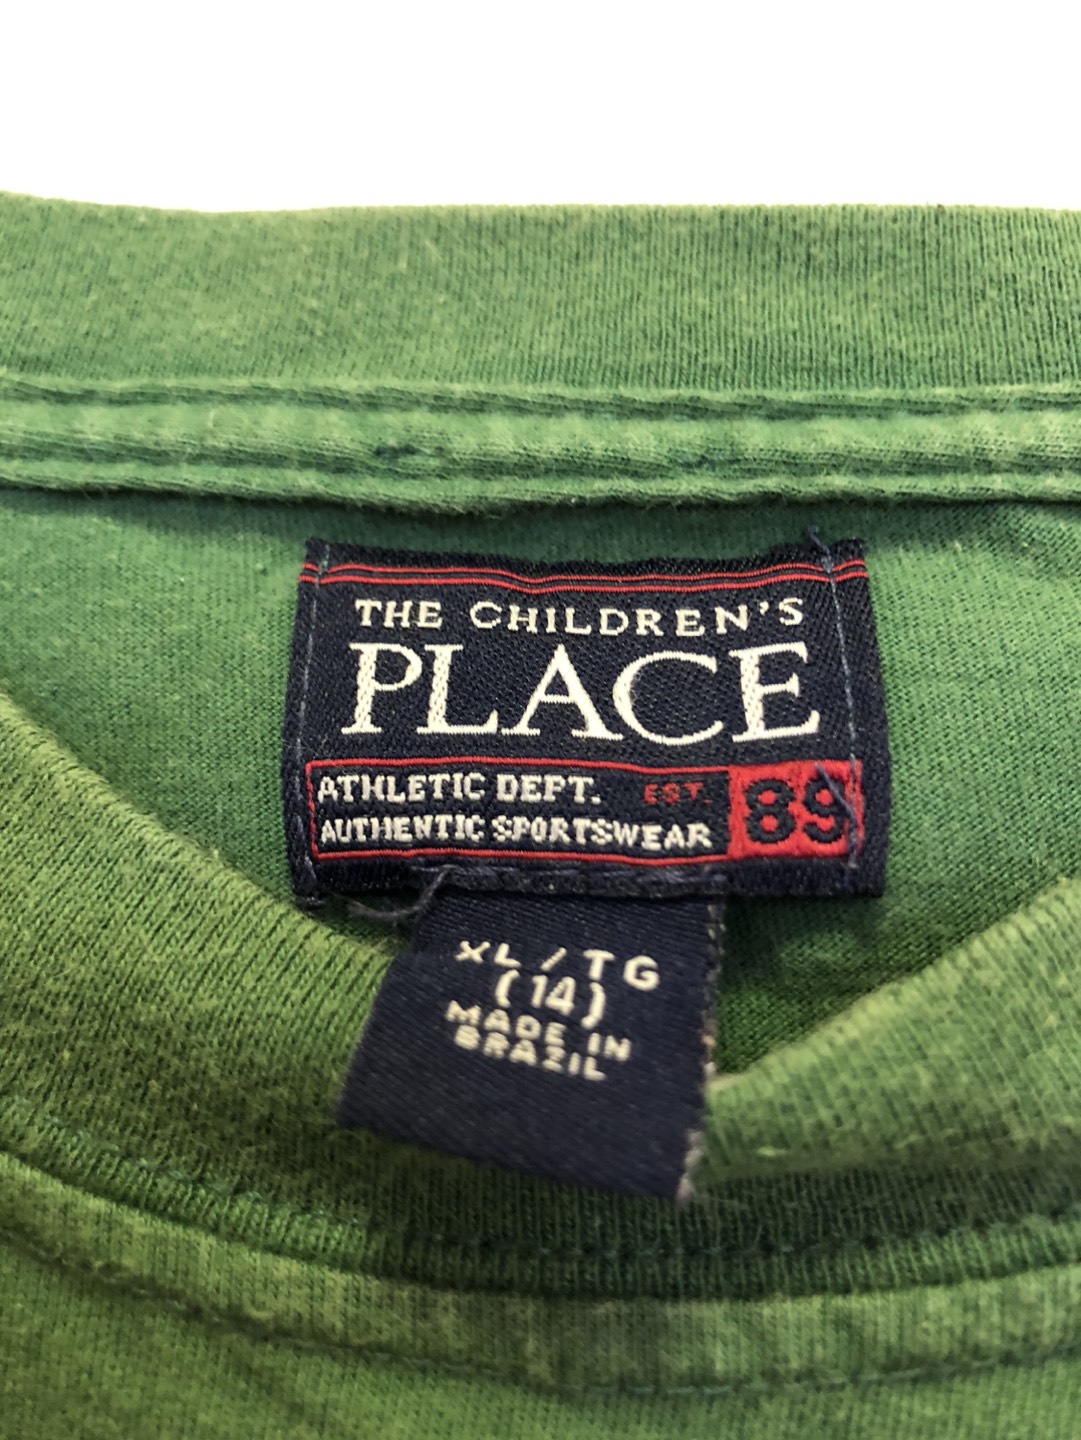 THE CHILDREN'S
PLACE
ATHLETIC DEPT. EST. 89
AUTHENTIC SPORTSWEAR
XL / TG
(14)
MADE IN
BRAZIL